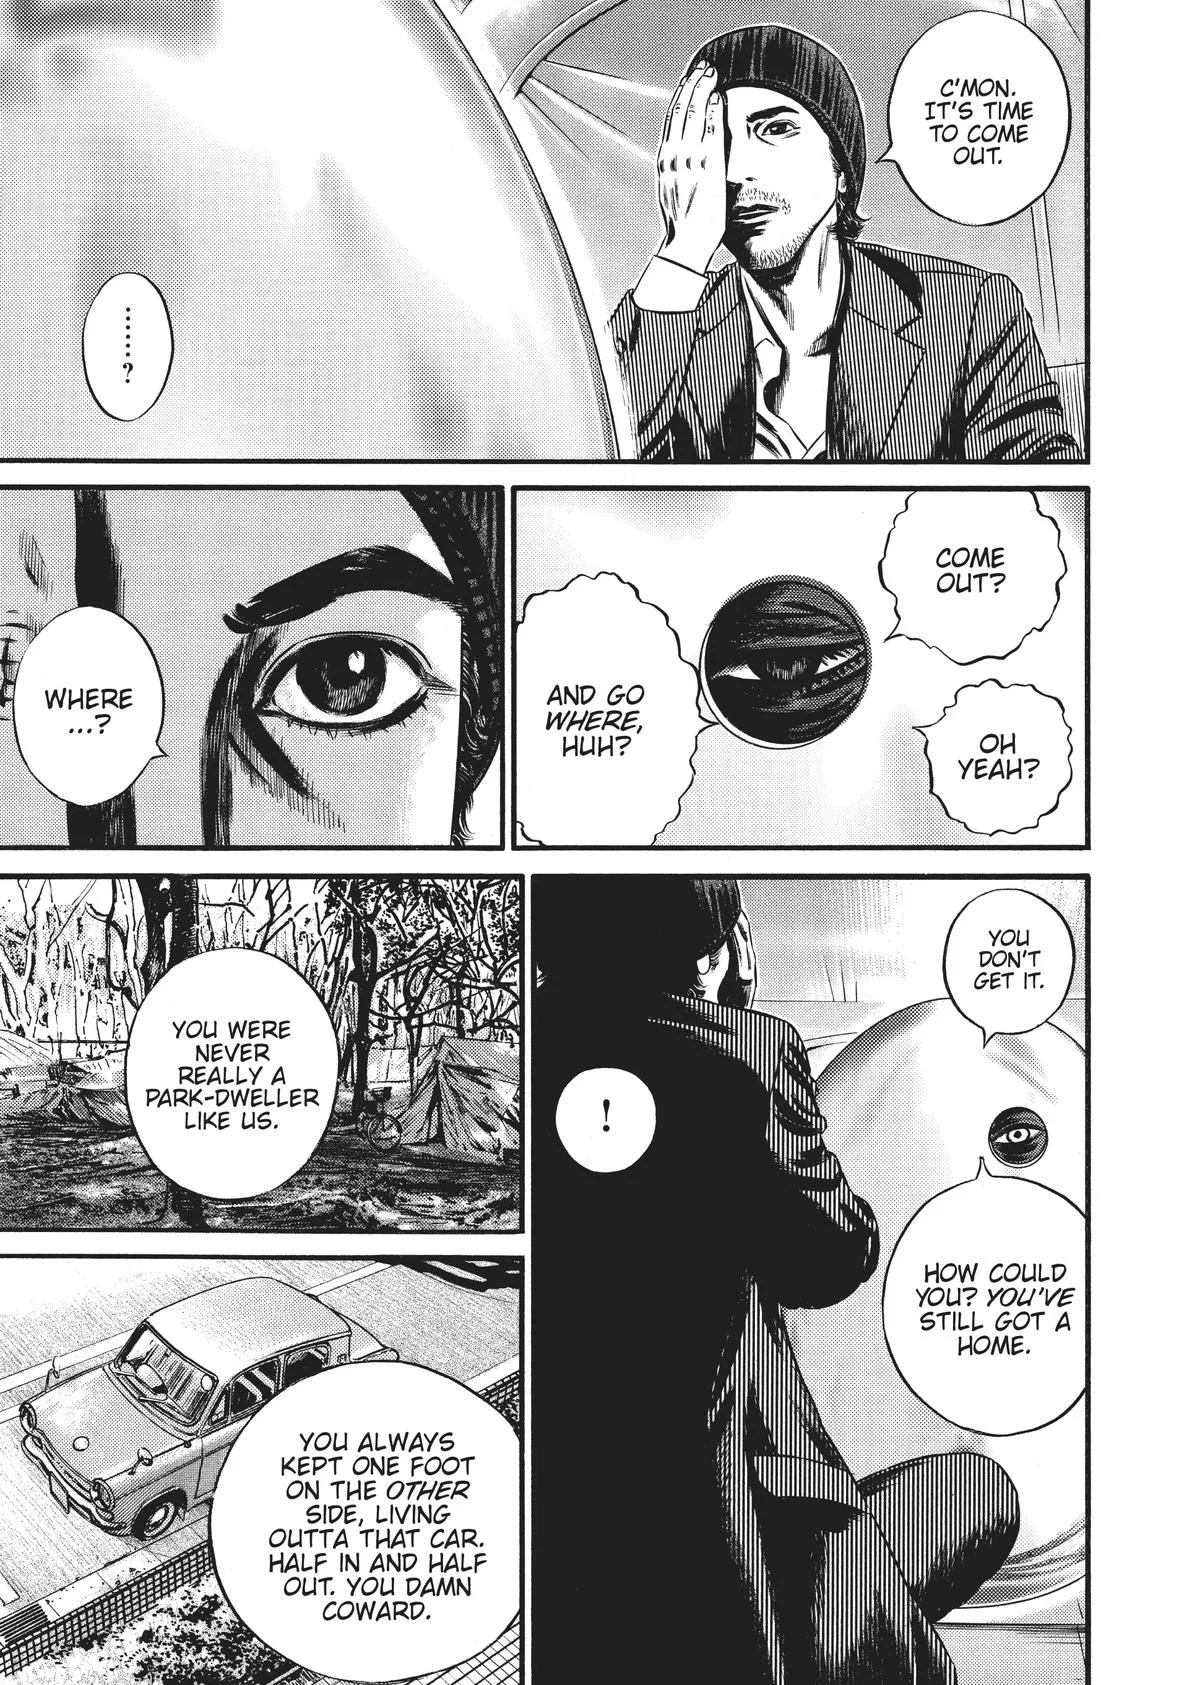 C'MON.
IT'S TIME
TO COME
OUT.
......?
COME
OUT?
OH
YEAH?
AND GO
WHERE,
HUH?
WHERE
...?
YOU
DON'T
GET IT.
!
HOW COULD
YOU? YOU'VE
STILL GOT A
HOME.
YOU WERE
NEVER
REALLY A
PARK-DWELLER
LIKE US.
YOU ALWAYS
KEPT ONE FOOT
ON THE OTHER
SIDE, LIVING
OUTTA THAT CAR.
HALF IN AND HALF
OUT. YOU DAMN
COWARD.